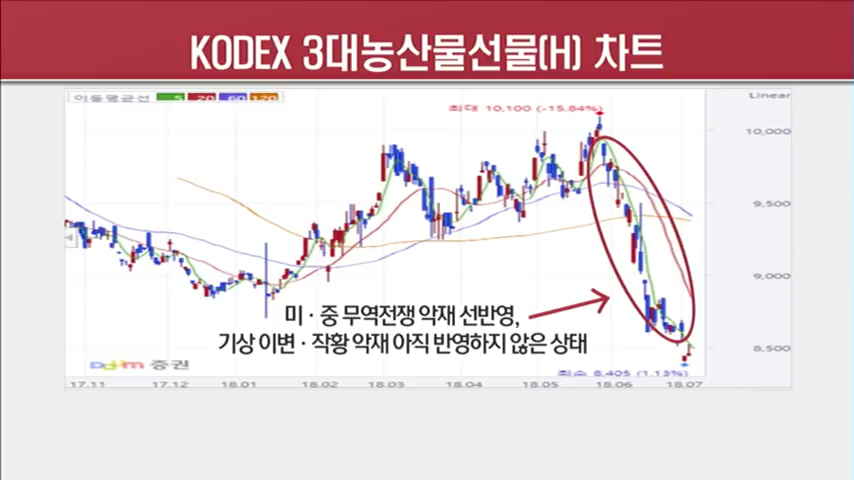 KODEX 3대농산물선물(H) 차트
이동평균선 5 20 60 120
Linear
최대 10,100 (-15.84%)
10,000
9,500
9,000
8,500
미·중 무역전쟁 악재 선반영,
기상 이변·작황 악재 아직 반영하지 않은 상태
Daum 증권
최소 8,405 (1.13%)
17.11 17.12 18.01 18.02 18.03 18.04 18.05 18.06 18.07